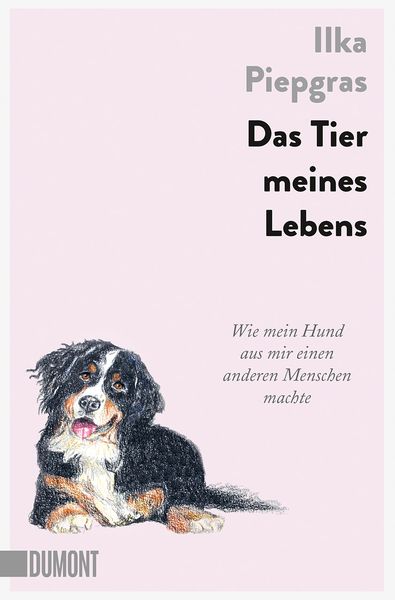 Ilka
Piepgras
Das Tier
meines
Lebens
Wie mein Hund
aus mir einen
anderen Menschen
machte
DUMONT